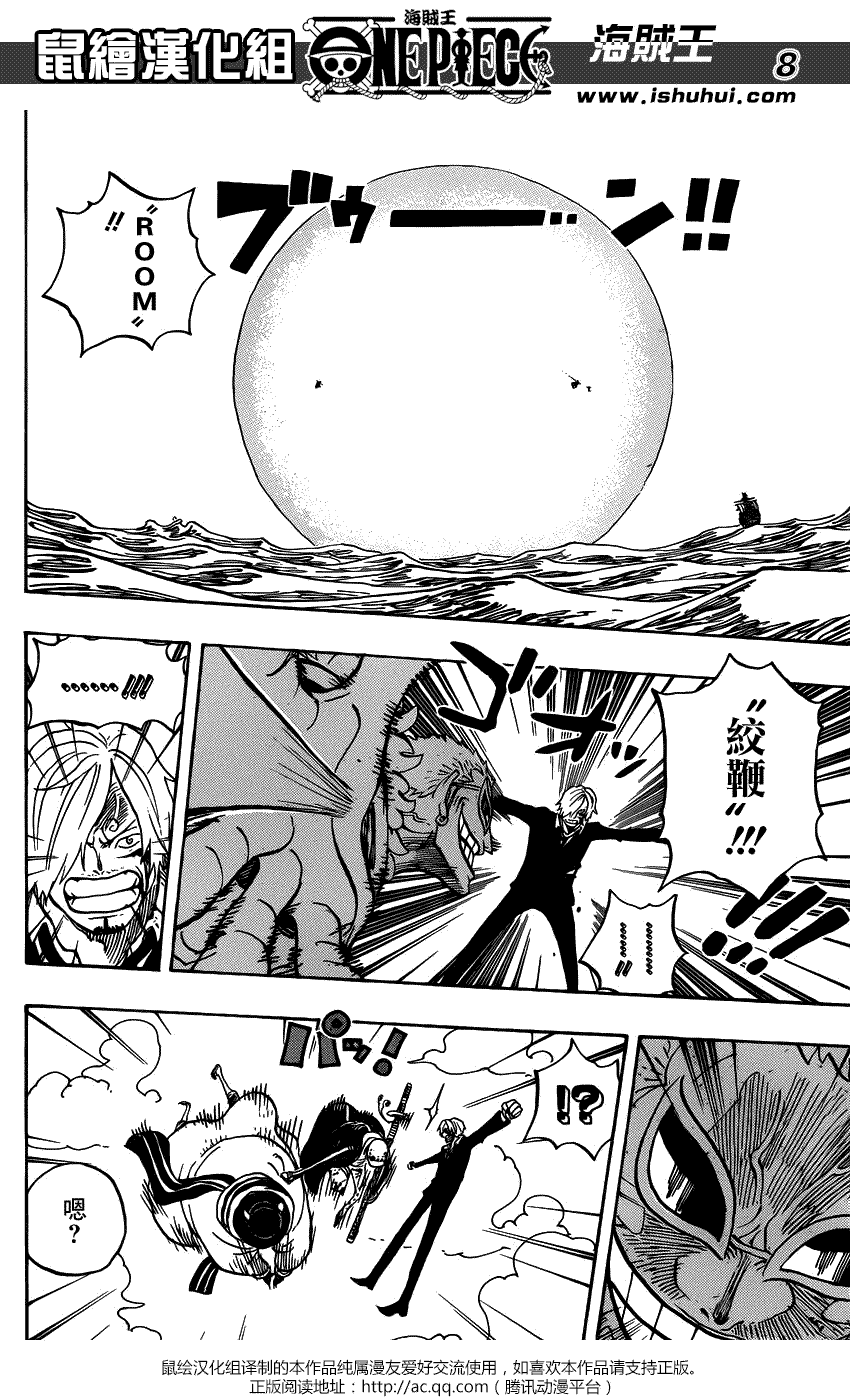 鼠繪漢化組
海賊王
ONE PIECE
海賊王
8
www.ishuhui.com
ブゥーーン!!
“ROOM”
!!
“絞鞭”!!!
ゴオ
!!!!
……!!
……!!!
!?
パッ!
嗯?
鼠绘汉化组译制的本作品纯属漫友爱好交流使用，如喜欢本作品请支持正版。
正版阅读地址：http://ac.qq.com（腾讯动漫平台）